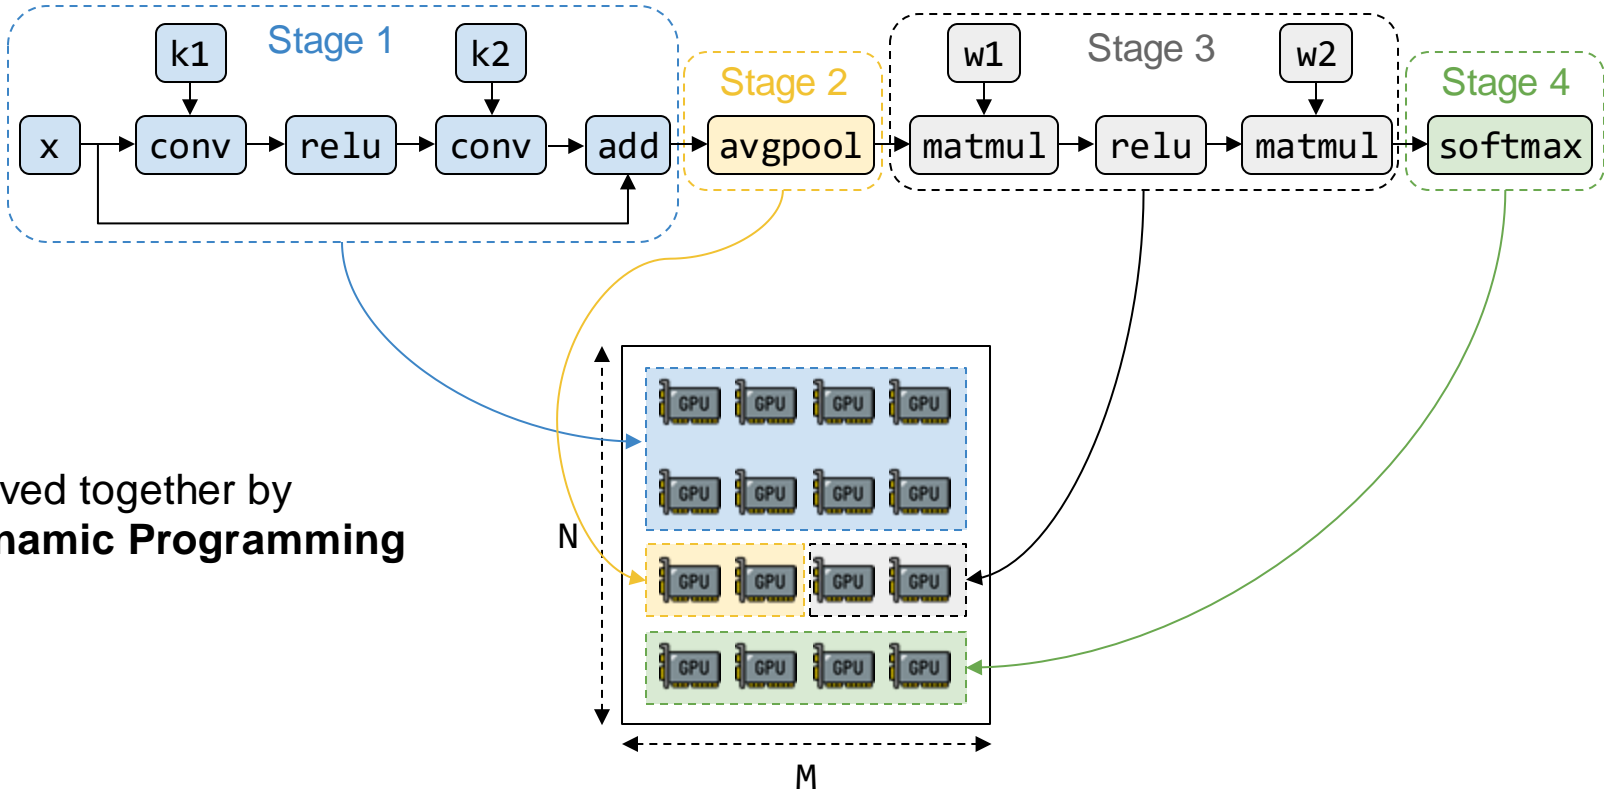 Stage 1
k1
k2
x
conv
relu
conv
add
Stage 2
avgpool
Stage 3
w1
w2
matmul
relu
matmul
Stage 4
softmax
ved together by
namic Programming
N
GPU GPU GPU GPU
GPU GPU GPU GPU
GPU GPU GPU GPU
GPU GPU GPU GPU
M